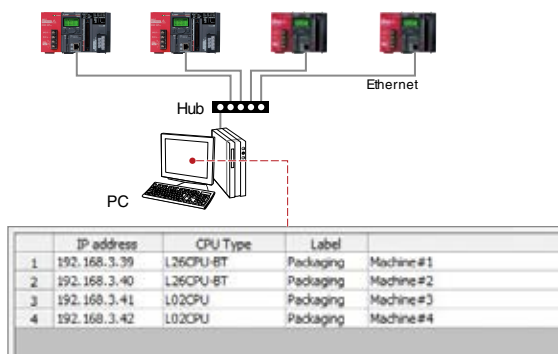 Ethernet
Hub
PC
IP address CPU Type Label
1 192.168.3.39 L26CPU-BT Packaging Machine#1
2 192.168.3.40 L26CPU-BT Packaging Machine#2
3 192.168.3.41 L02CPU Packaging Machine#3
4 192.168.3.42 L02CPU Packaging Machine#4